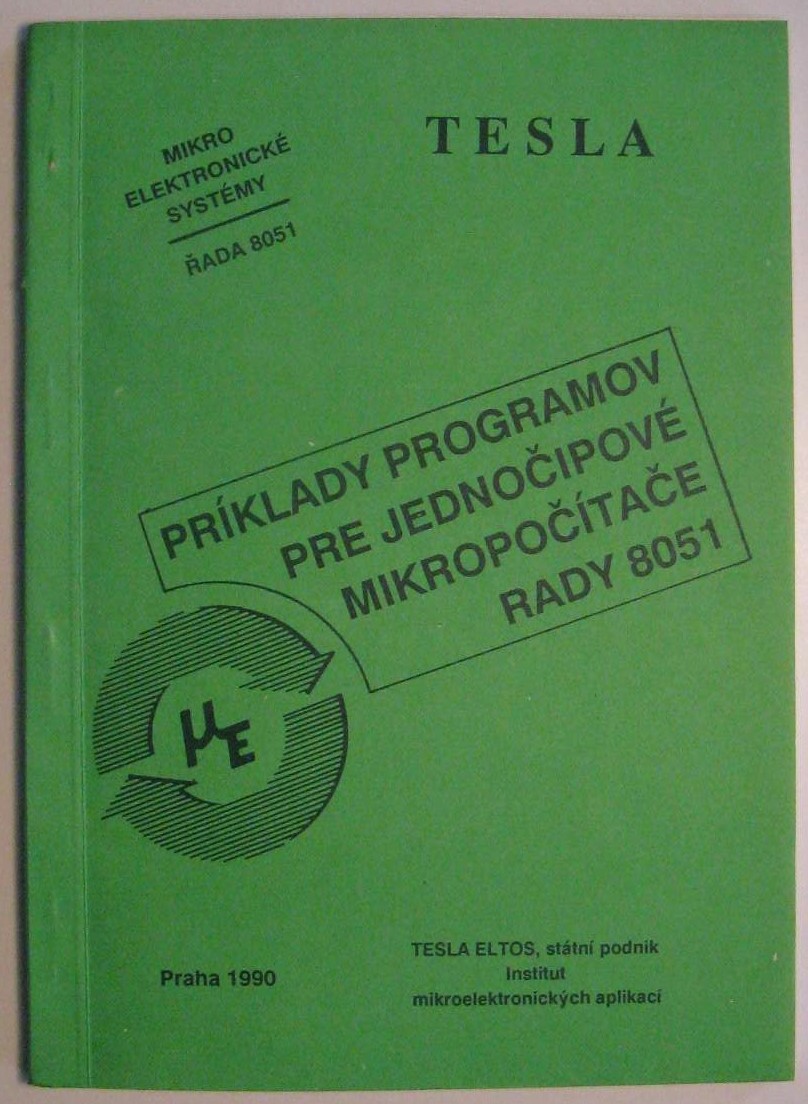 MIKRO
ELEKTRONICKÉ
SYSTÉMY
ŘADA 8051
TESLA
PRÍKLADY PROGRAMOV
PRE JEDNOČIPOVÉ
MIKROPOČÍTAČE
RADY 8051
µE
Praha 1990
TESLA ELTOS, státní podnik
Institut
mikroelektronických aplikací